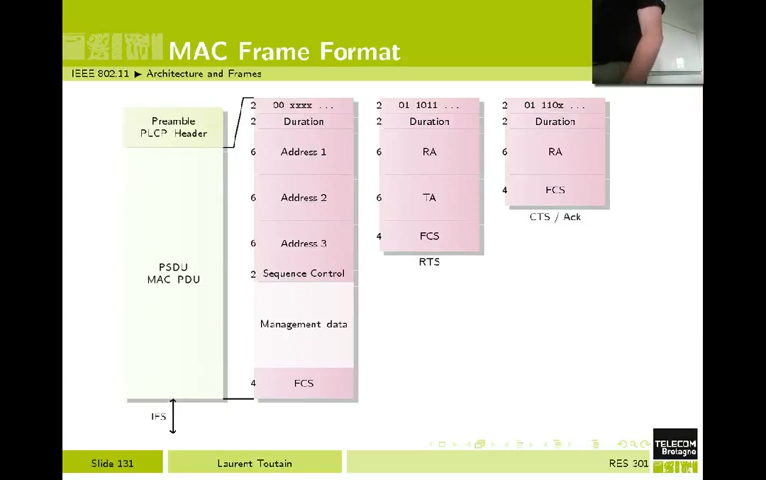 MAC Frame Format
IEEE 802.11 ▶ Architecture and Frames
Preamble
PLCP Header
PSDU
MAC PDU
IFS
2 00 xxxx ...
2 Duration
6 Address 1
6 Address 2
6 Address 3
2 Sequence Control
Management data
4 FCS
2 01 1011 ...
2 Duration
6 RA
6 TA
4 FCS
RTS
2 01 110x ...
2 Duration
6 RA
4 FCS
CTS / Ack
Slide 131
Laurent Toutain
RES 301
TELECOM
Bretagne